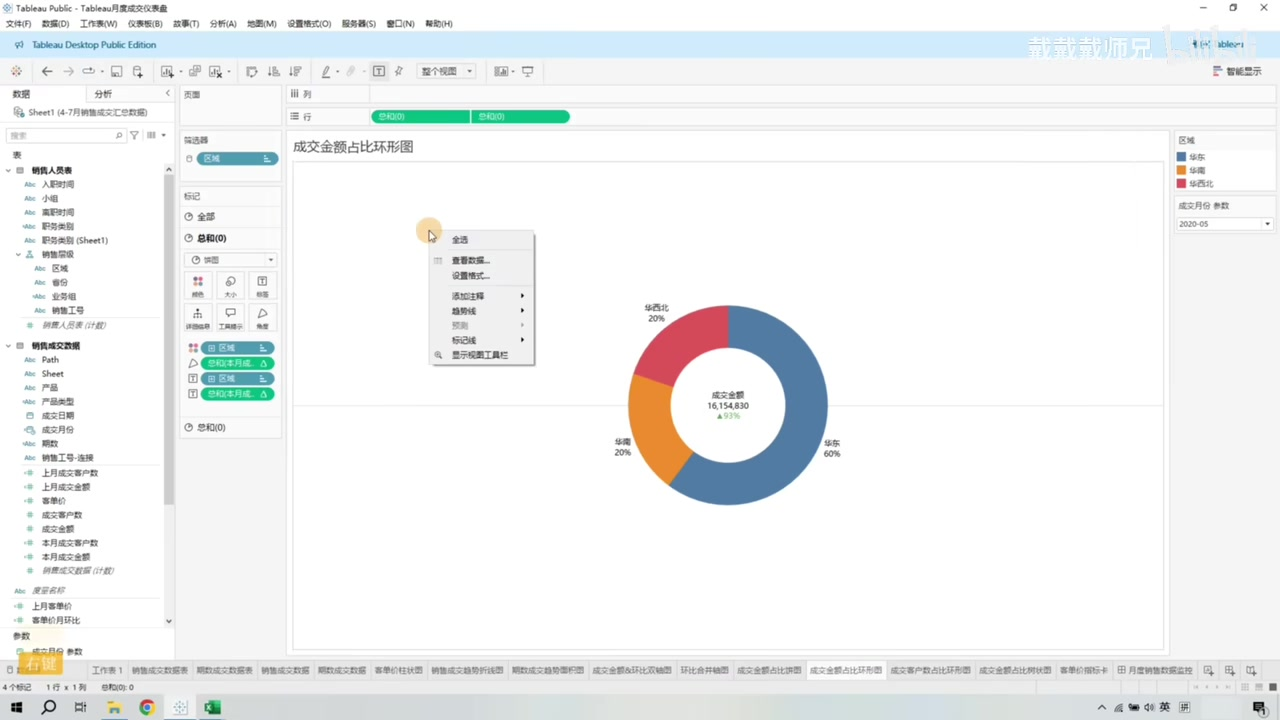 Tableau Public - Tableau月度成交仪表盘
文件(F) 数据(D) 工作表(W) 仪表板(B) 故事(T) 分析(A) 地图(M) 设置格式(O) 服务器(S) 窗口(N) 帮助(H)
Tableau Desktop Public Edition
戴戴戴师兄
整个视图
智能显示
数据 分析
Sheet1 (4-7月销售成交汇总数据)
搜索
表
销售人员表
Abc 入职时间
Abc 小组
Abc 离职时间
Abc 职务类别
Abc 职务类别 (Sheet1)
销售层级
Abc 区域
Abc 省份
Abc 业务组
Abc 销售工号
销售人员表 (计数)
销售成交数据
Abc Path
Abc Sheet
Abc 产品
Abc 产品类型
成交日期
成交月份
Abc 期数
Abc 销售工号-连接
上月成交客户数
上月成交金额
客单价
成交客户数
成交金额
本月成交客户数
本月成交金额
销售成交数据 (计数)
Abc 度量名称
上月客单价
客单价月环比
参数
成交月份 参数
右键
页面
筛选器
区域
标记
全部
总和(0)
饼图
颜色 大小 标签
详细信息 工具提示 角度
区域
总和(本月成..
区域
总和(本月成..
总和(0)
列
行 总和(0) 总和(0)
成交金额占比环形图
全选
查看数据...
设置格式...
添加注释
趋势线
预测
标记线
显示视图工具栏
华西北
20%
华南
20%
华东
60%
成交金额
16,154,830
▲93%
区域
华东
华南
华西北
成交月份 参数
2020-05
工作表 1 销售成交数据表 期数成交数据表 销售成交数据 期数成交数据 客单价柱状图 销售成交趋势折线图 期数成交趋势面积图 成交金额&环比双轴图 环比合并轴图 成交金额占比饼图 成交金额占比环形图 成交客户数占比环形图 成交金额占比树状图 客单价指标卡 月度销售数据监控
4 个标记 1 行 x 1 列 总和(0): 0
英 拼